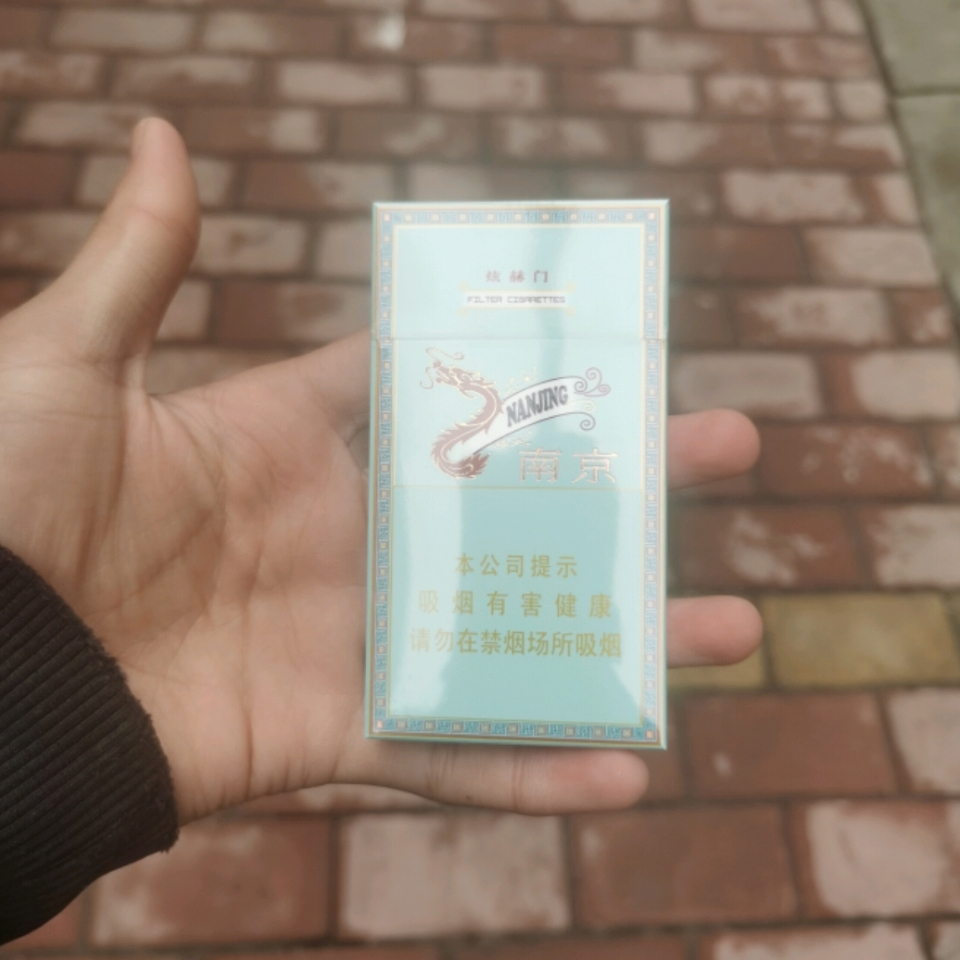 炫赫门
FILTER CIGARETTES
NANJING
南京
本公司提示
吸烟有害健康
请勿在禁烟场所吸烟